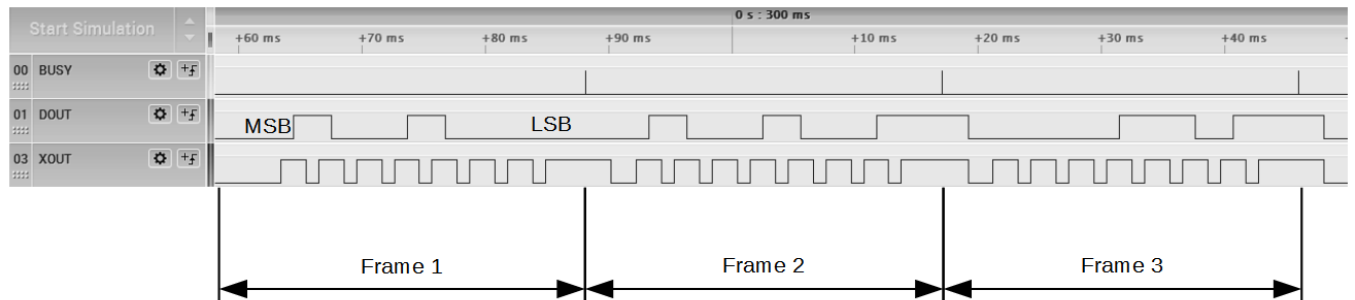 Start Simulation
0 s : 300 ms
+60 ms +70 ms +80 ms +90 ms +10 ms +20 ms +30 ms +40 ms
00 BUSY
01 DOUT MSB LSB
03 XOUT
Frame 1 Frame 2 Frame 3